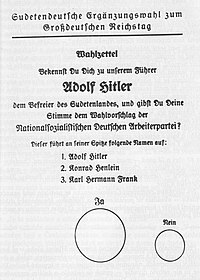 Sudetendeutsche Ergänzungswahl zum
Großdeutschen Reichstag
Wahlzettel
Bekennst Du Dich zu unserem Führer
Adolf Hitler
dem Befreier des Sudetenlandes, und gibst Du Deine
Stimme dem Wahlvorschlag der
Nationalsozialistischen Deutschen Arbeiterpartei?
Dieser führt an seiner Spitze folgende Namen auf:
1. Adolf Hitler
2. Konrad Henlein
3. Karl Hermann Frank
Ja
Nein